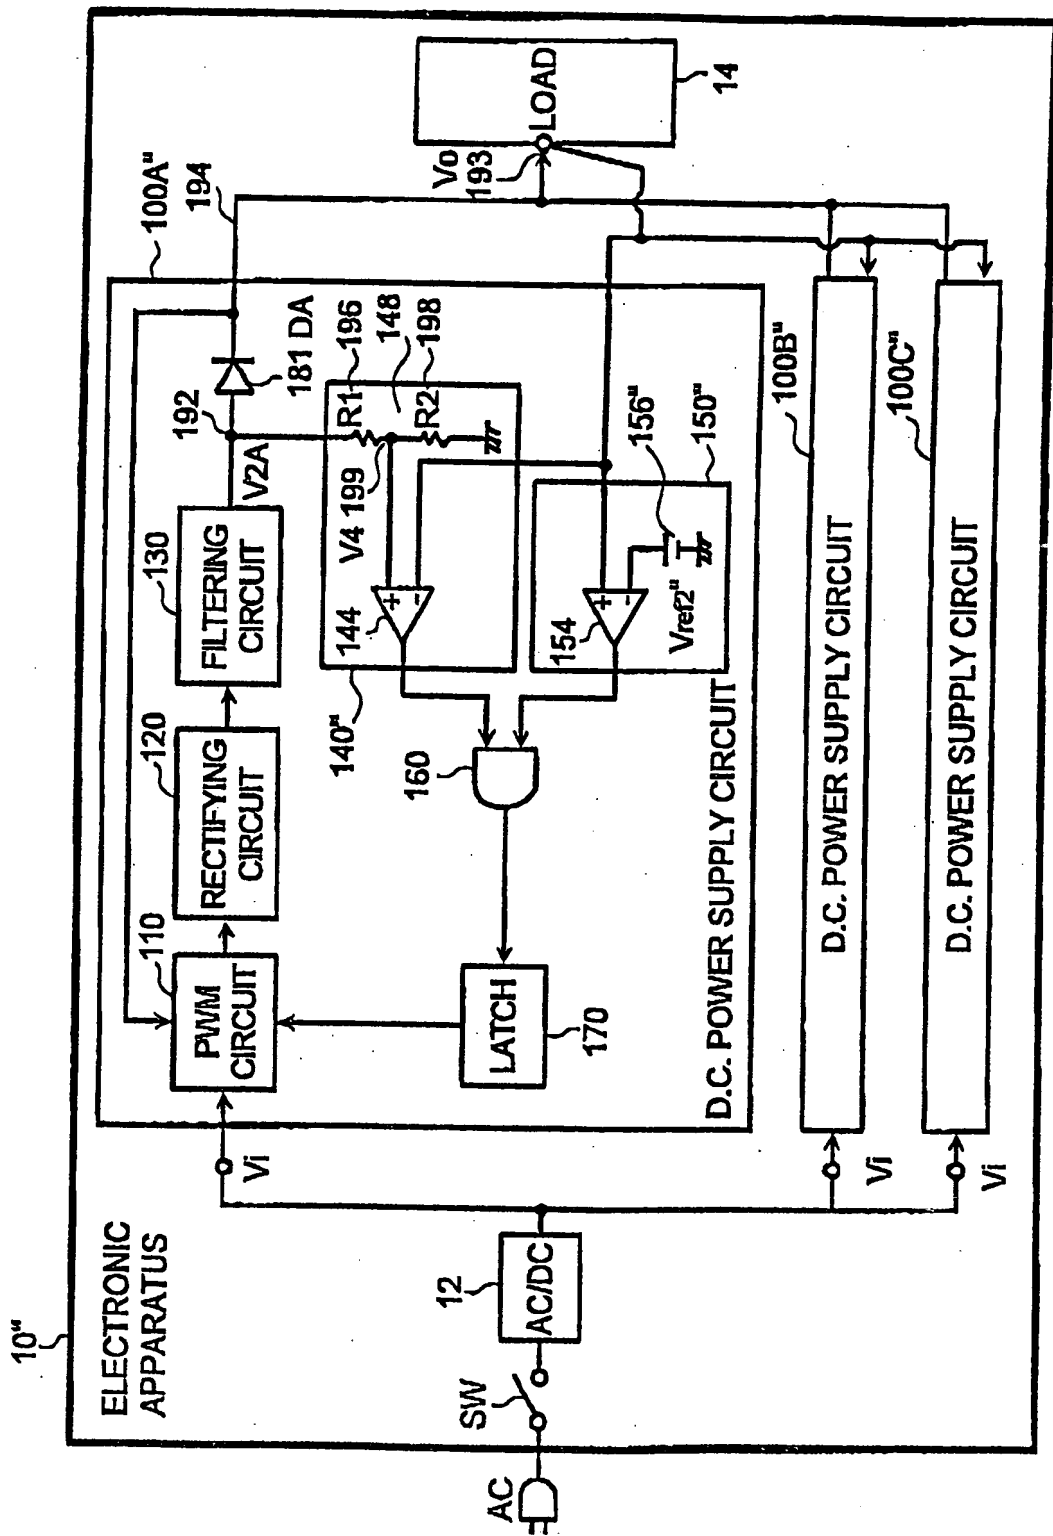 10"
ELECTRONIC
APPARATUS
AC
SW
12
AC/DC
Vi
Vi
Vi
110
PWM
CIRCUIT
120
RECTIFYING
CIRCUIT
130
FILTERING
CIRCUIT
V2A
192
181 DA
100A"
194
R1
196
148
R2
198
V4
199
144
+
-
140"
154
+
-
Vref2"
156"
150"
160
LATCH
170
D.C. POWER SUPPLY CIRCUIT
Vo
193
LOAD
14
100B"
D.C. POWER SUPPLY CIRCUIT
100C"
D.C. POWER SUPPLY CIRCUIT